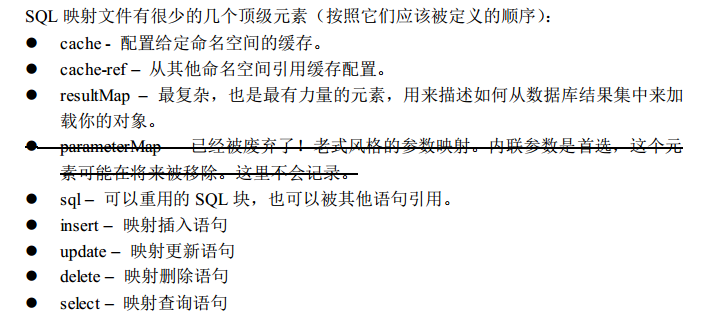 SQL 映射文件有很少的几个顶级元素（按照它们应该被定义的顺序）：
● cache - 配置给定命名空间的缓存。
● cache-ref – 从其他命名空间引用缓存配置。
● resultMap – 最复杂，也是最有力量的元素，用来描述如何从数据库结果集中来加
载你的对象。
● parameterMap – 已经被废弃了！老式风格的参数映射。内联参数是首选，这个元
素可能在将来被移除。这里不会记录。
● sql – 可以重用的 SQL 块，也可以被其他语句引用。
● insert – 映射插入语句
● update – 映射更新语句
● delete – 映射删除语句
● select – 映射查询语句